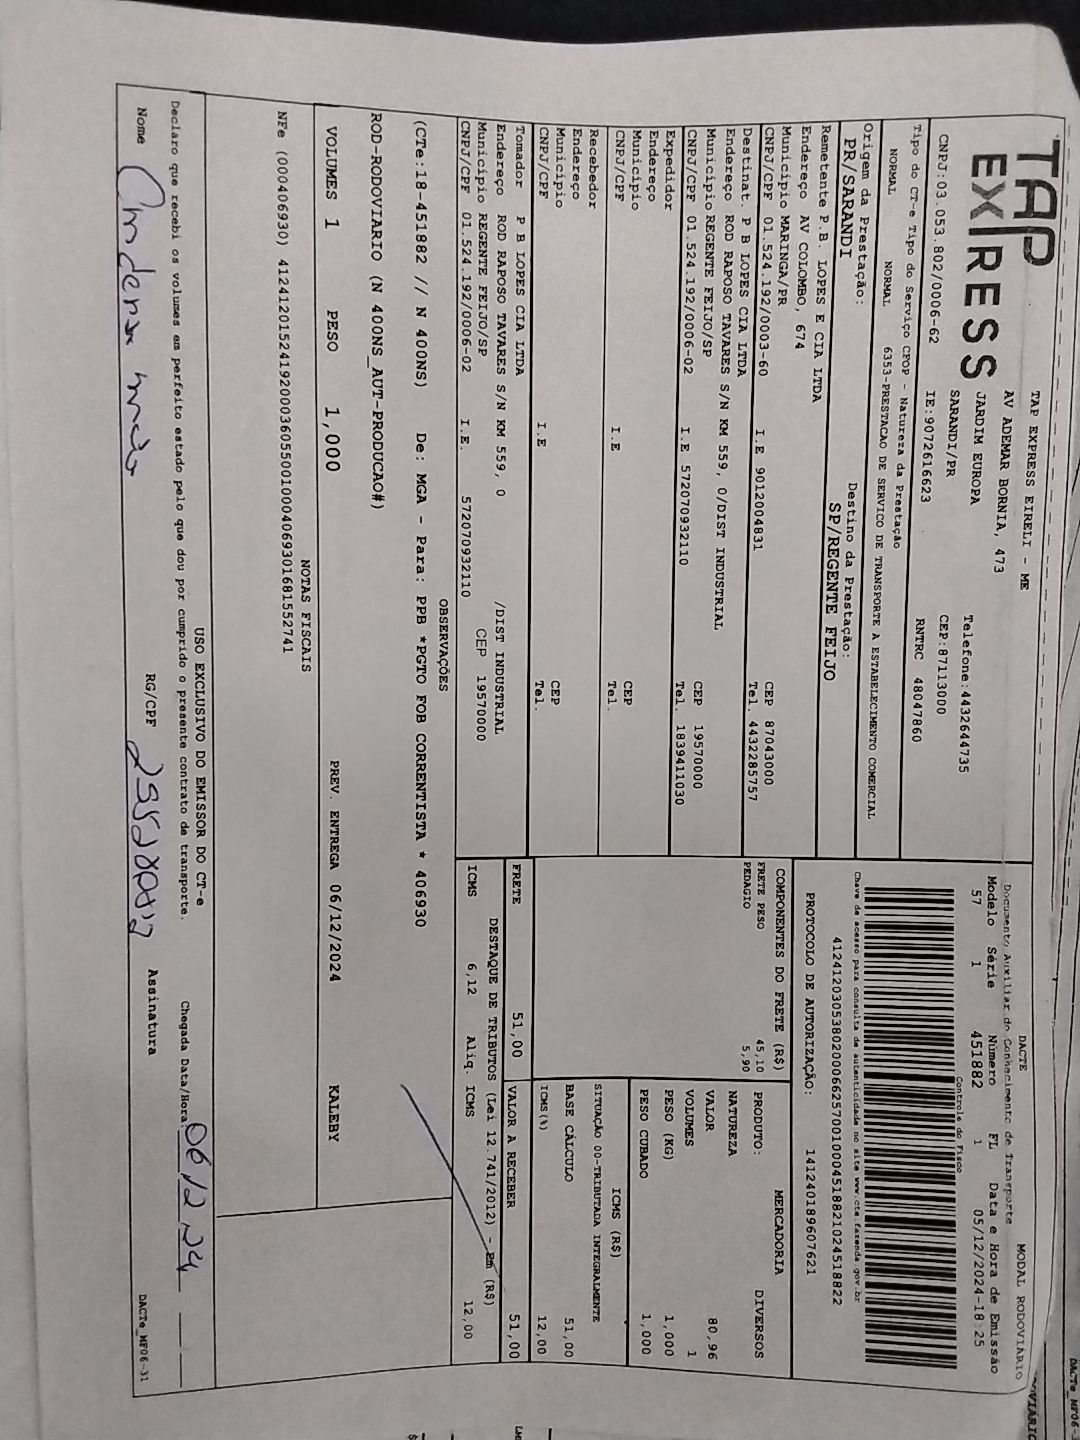 TAP
EXPRESS
TAP EXPRESS EIRELI - ME
AV ADEMAR BORNIA, 473
JARDIM EUROPA
SARANDI/PR
Telefone:4432644735
CEP:87113000
CNPJ:03.053.802/0006-62 IE:9072616623 RNTRC 48047860
Tipo do CT-e Tipo do Serviço CFOP - Natureza da Prestação
NORMAL NORMAL 6353-PRESTACAO DE SERVICO DE TRANSPORTE A ESTABELECIMENTO COMERCIAL
Origem da Prestação: Destino da Prestação:
PR/SARANDI SP/REGENTE FEIJO
Remetente P.B. LOPES E CIA LTDA
Endereço AV COLOMBO, 674
Município MARINGA/PR CEP 87043000
CNPJ/CPF 01.524.192/0003-60 I.E 9012004831 Tel. 4432285757
Destinat. P B LOPES CIA LTDA
Endereço ROD RAPOSO TAVARES S/N KM 559, 0/DIST INDUSTRIAL
Município REGENTE FEIJO/SP CEP 19570000
CNPJ/CPF 01.524.192/0006-02 I.E 572070932110 Tel. 1839411030
Expedidor
Endereço
Município CEP
CNPJ/CPF I.E Tel.
Recebedor
Endereço
Município CEP
CNPJ/CPF I.E Tel.
Tomador P B LOPES CIA LTDA
Endereço ROD RAPOSO TAVARES S/N KM 559, 0 /DIST INDUSTRIAL
Município REGENTE FEIJO/SP CEP 19570000
CNPJ/CPF 01.524.192/0006-02 I.E. 572070932110
DACTE MODAL RODOVIÁRIO
Documento Auxiliar do Conhecimento de Transporte
Modelo Série Número FL Data e Hora de Emissão
57 1 451882 1 05/12/2024-18:25
Controle do Fisco
Chave de acesso para consulta de autenticidade no site www.cte.fazenda.gov.br
41241203053802000662570010004518821024518822
PROTOCOLO DE AUTORIZAÇÃO: 141240189607621
COMPONENTES DO FRETE (R$)
FRETE PESO 45,10
PEDAGIO 5,90
MERCADORIA
PRODUTO: DIVERSOS
NATUREZA
VALOR 80,96
VOLUMES 1
PESO (KG) 1,000
PESO CUBADO 1,000
ICMS (R$)
SITUAÇÃO 00-TRIBUTADA INTEGRALMENTE
BASE CÁLCULO 51,00
ICMS(%) 12,00
FRETE 51,00 VALOR A RECEBER 51,00
DESTAQUE DE TRIBUTOS (Lei 12.741/2012) - Em (R$)
ICMS 6,12 Aliq. ICMS 12,00
OBSERVAÇÕES
(CTe:18-451882 // N 400NS) De: MGA - Para: PPB *PGTO FOB CORRENTISTA * 406930
ROD-RODOVIARIO (N 400NS_AUT-PRODUCAO#)
VOLUMES 1 PESO 1,000 PREV. ENTREGA 06/12/2024 KALEBY
NOTAS FISCAIS
NFe (000406930) 41241201524192000360550010004069301681552741
USO EXCLUSIVO DO EMISSOR DO CT-e
Declaro que recebi os volumes em perfeito estado pelo que dou por cumprido o presente contrato de transporte. Chegada Data/Hora 06/12/24
Nome RG/CPF Assinatura
DACTe_MF06-31